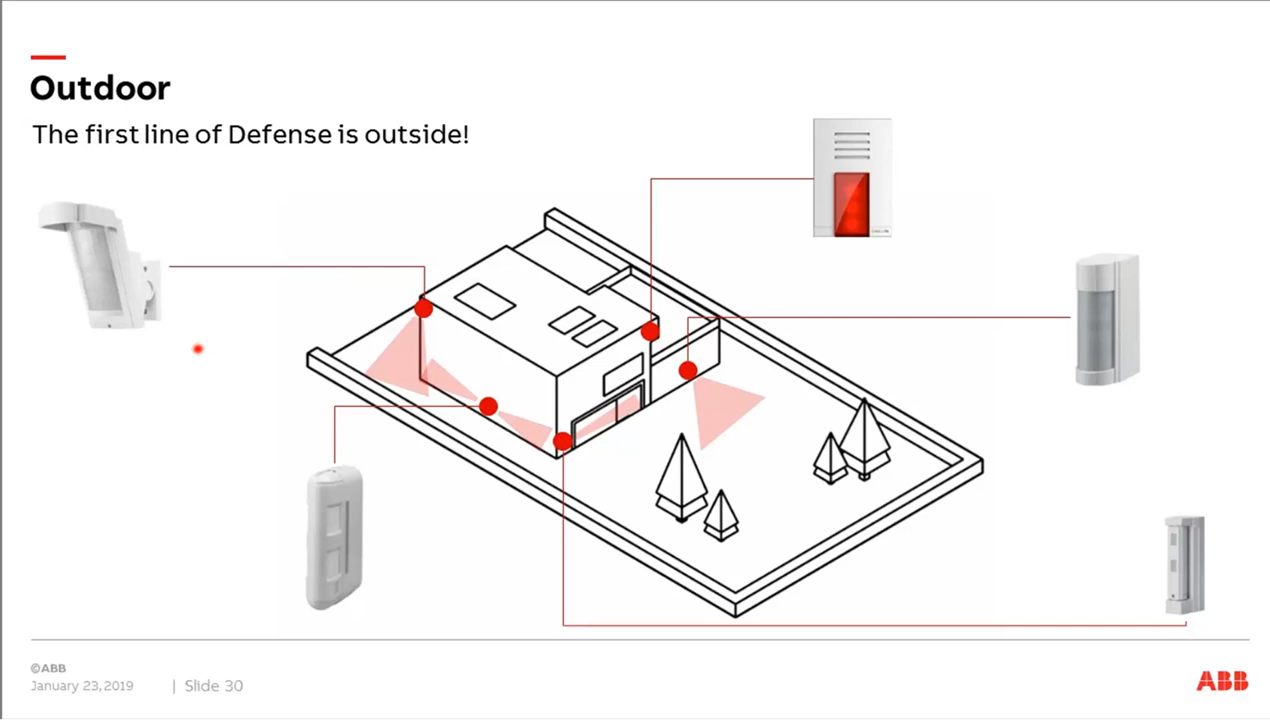 Outdoor
The first line of Defense is outside!
©ABB
January 23, 2019 | Slide 30
ABB